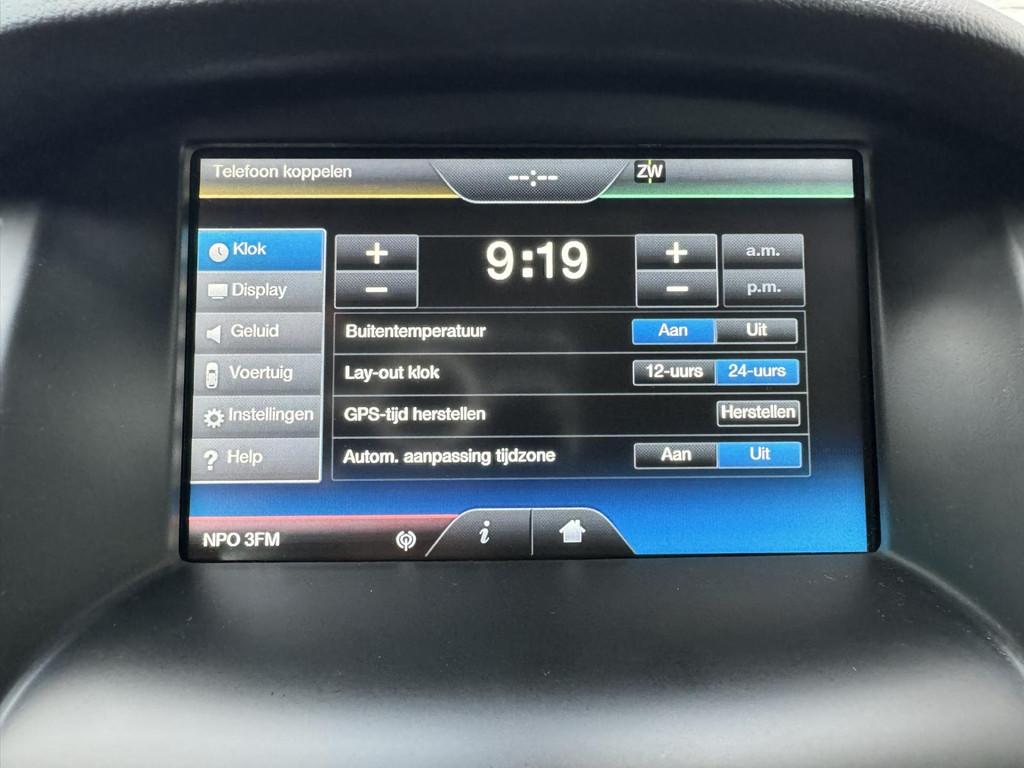 Telefoon koppelen
--:--
ZW
Klok
+
9:19
+
a.m.
Display
−
−
p.m.
Geluid
Buitentemperatuur
Aan
Uit
Voertuig
Lay-out klok
12-uurs
24-uurs
Instellingen
GPS-tijd herstellen
Herstellen
? Help
Autom. aanpassing tijdzone
Aan
Uit
NPO 3FM
i